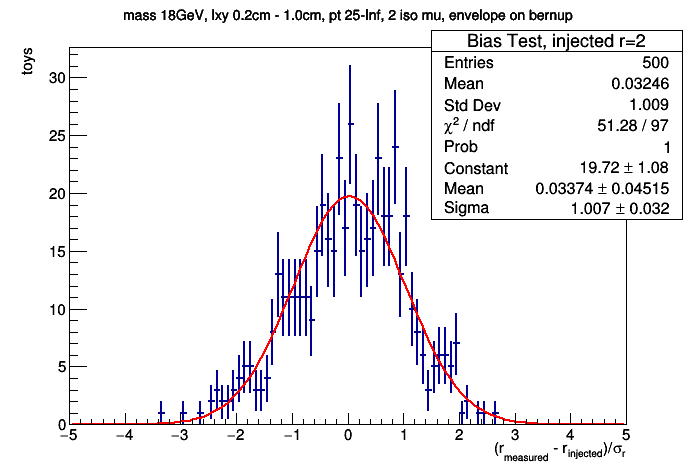 mass 18GeV, lxy 0.2cm - 1.0cm, pt 25-Inf, 2 iso mu, envelope on bernup
Bias Test, injected r=2
Entries 500
Mean 0.03246
Std Dev 1.009
χ² / ndf 51.28 / 97
Prob 1
Constant 19.72 ± 1.08
Mean 0.03374 ± 0.04515
Sigma 1.007 ± 0.032
toys
30
25
20
15
10
5
0
−5 −4 −3 −2 −1 0 1 2 3 4 5
(r_measured - r_injected)/σ_r